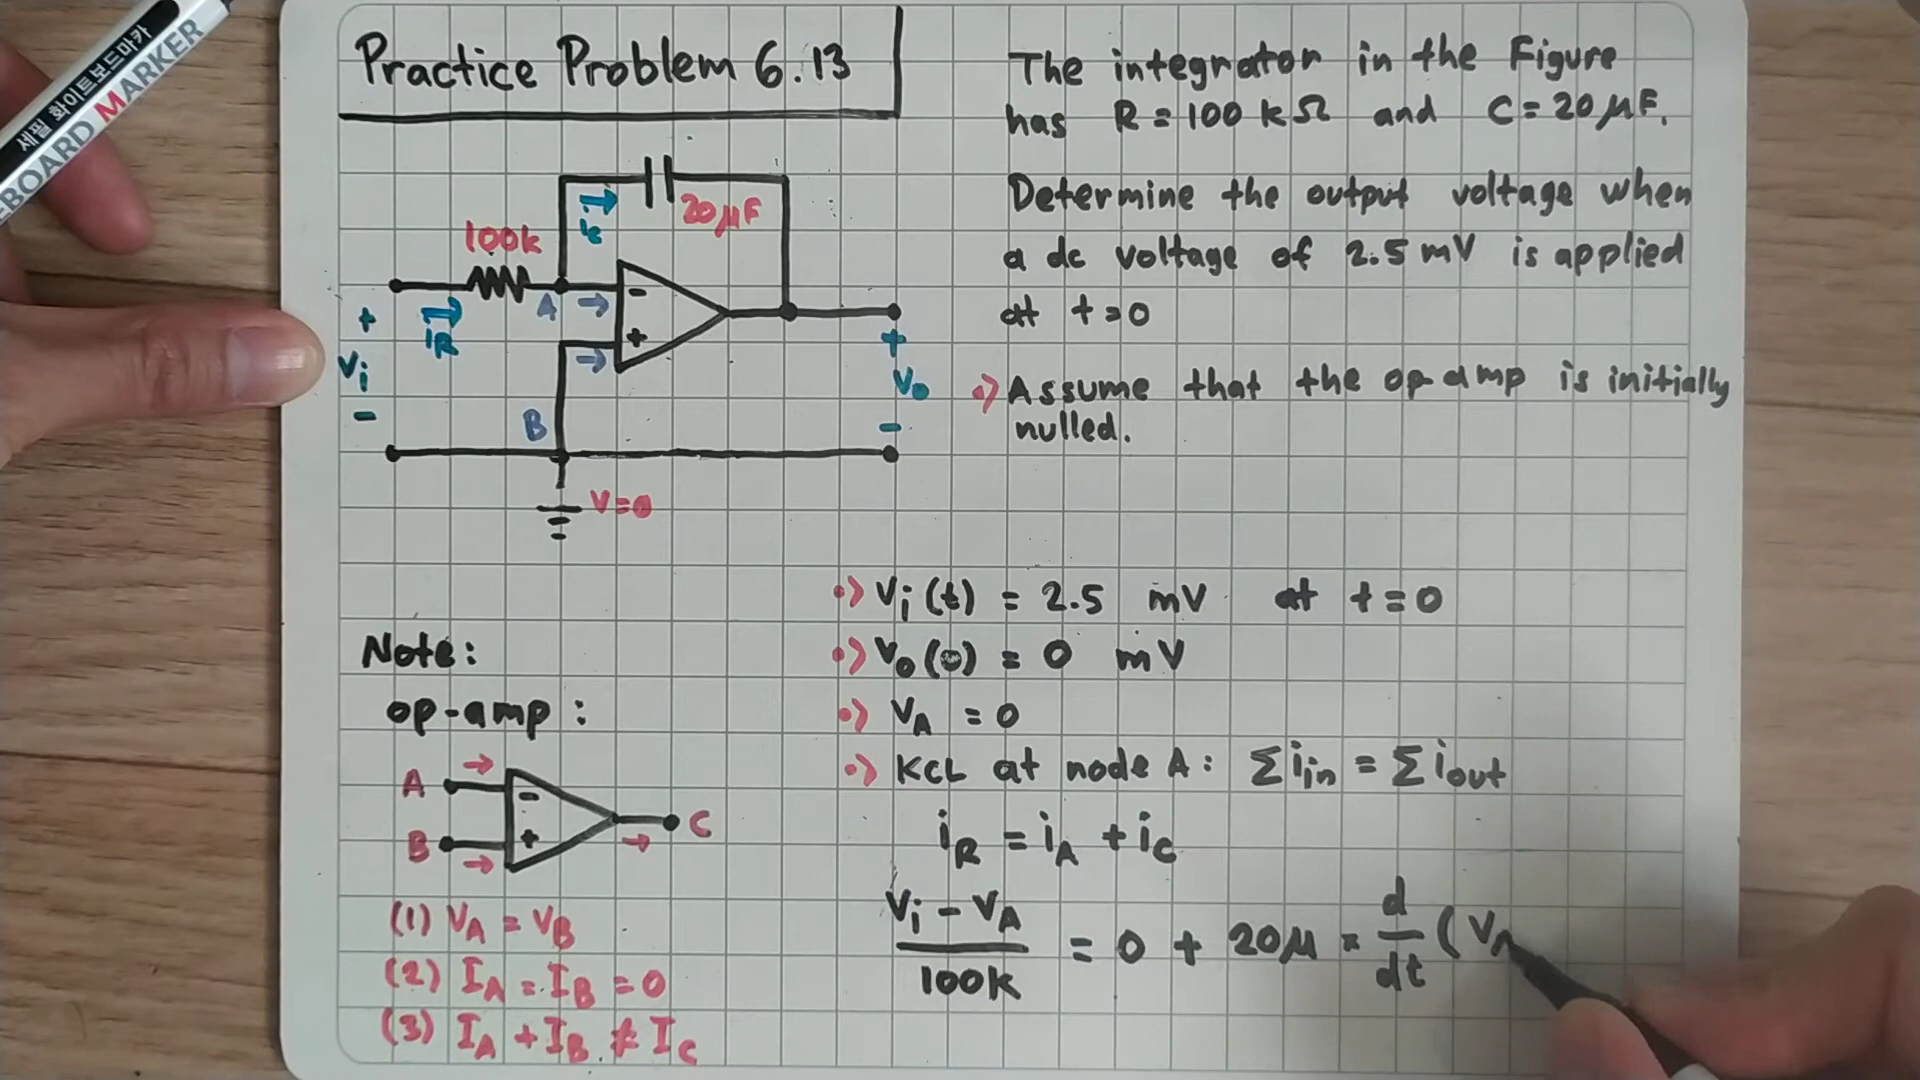 세필 화이트보드마카
EBOARD MARKER
Practice Problem 6.13
The integrator in the Figure
has R = 100 kΩ and C = 20 μF.
Determine the output voltage when
a dc voltage of 2.5 mV is applied
at t = 0
•> Assume that the op amp is initially
nulled.
20μF
ic
100k
A
-
+
iR
+
Vi
-
+
Vo
-
B
V=0
Note:
op-amp :
A
B
-
+
C
(1) VA = VB
(2) IA = IB = 0
(3) IA + IB ≠ IC
•> Vi (t) = 2.5 mV at t = 0
•> Vo (0) = 0 mV
•> VA = 0
•> KCL at node A : Σ iin = Σ iout
iR = iA + iC
Vi - VA / 100k = 0 + 20μ × d/dt ( VA